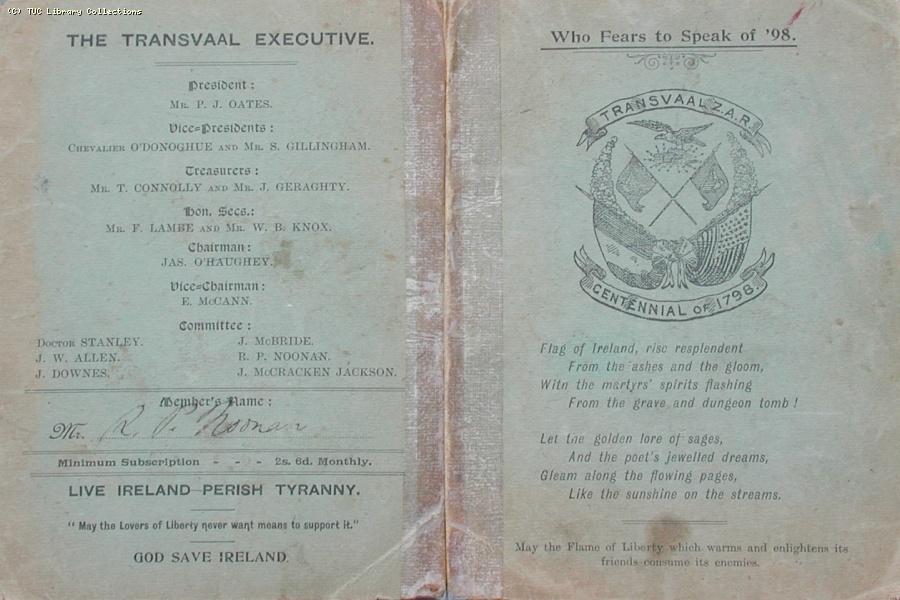 (C) TUC Library Collections
THE TRANSVAAL EXECUTIVE.
President:
MR. P. J. OATES.
Vice-Presidents:
CHEVALIER O'DONOGHUE AND MR. S. GILLINGHAM.
Treasurers:
MR. T. CONNOLLY AND MR. J. GERAGHTY.
Hon. Secs.:
MR. F. LAMBE AND MR. W. B. KNOX.
Chairman:
JAS. O'HAUGHEY.
Vice-Chairman:
E. McCANN.
Committee:
DOCTOR STANLEY.
J. W. ALLEN.
J. DOWNES.
J. McBRIDE.
R. P. NOONAN.
J. McCRACKEN JACKSON.
Member's Name:
Mr. R. P. Noonan
Minimum Subscription - - - 2s. 6d. Monthly.
LIVE IRELAND PERISH TYRANNY.
"May the Lovers of Liberty never want means to support it."
GOD SAVE IRELAND.
Who Fears to Speak of '98.
TRANSVAAL Z.A.R.
CENTENNIAL OF 1798.
Flag of Ireland, rise resplendent
From the ashes and the gloom,
With the martyrs' spirits flashing
From the grave and dungeon tomb!
Let the golden lore of sages,
And the poet's jewelled dreams,
Gleam along the flowing pages,
Like the sunshine on the streams.
May the Flame of Liberty which warms and enlightens its
friends consume its enemies.